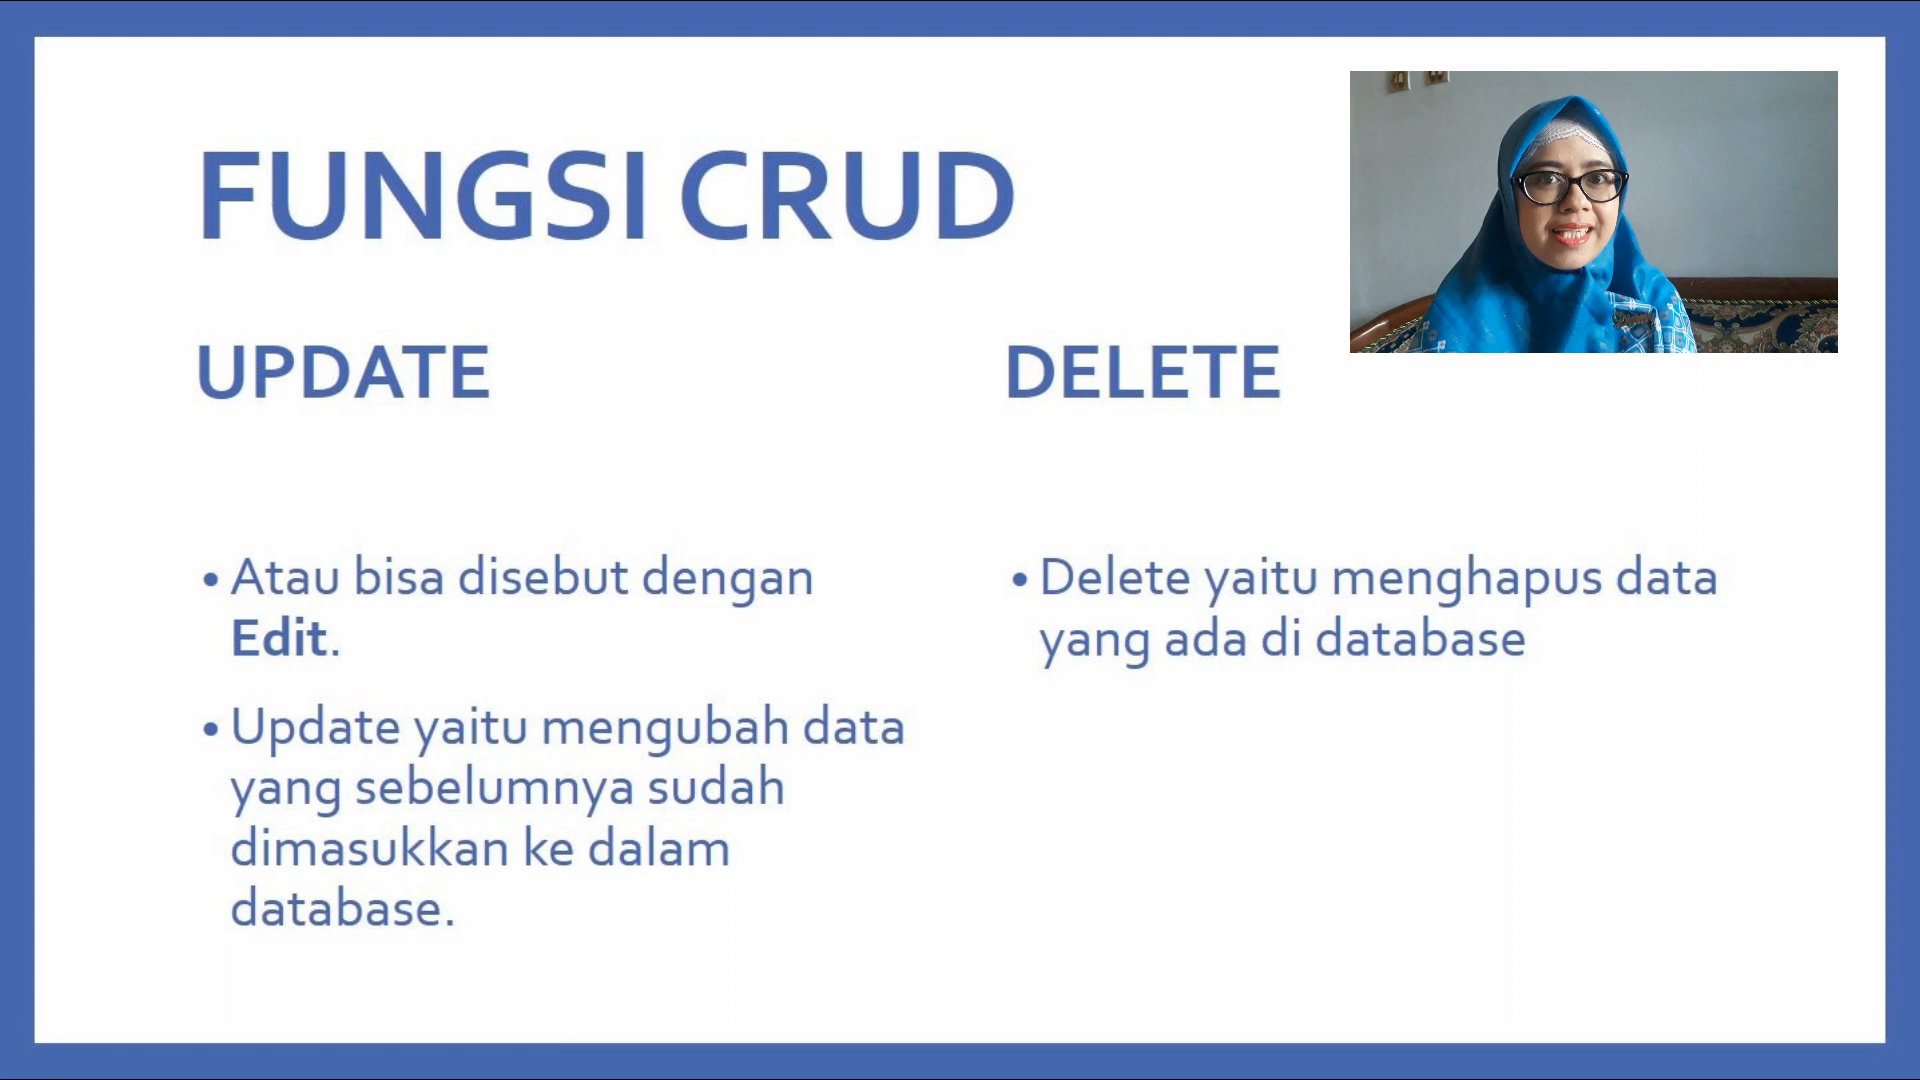 FUNGSI CRUD
UPDATE
• Atau bisa disebut dengan
Edit.
• Update yaitu mengubah data
yang sebelumnya sudah
dimasukkan ke dalam
database.
DELETE
• Delete yaitu menghapus data
yang ada di database